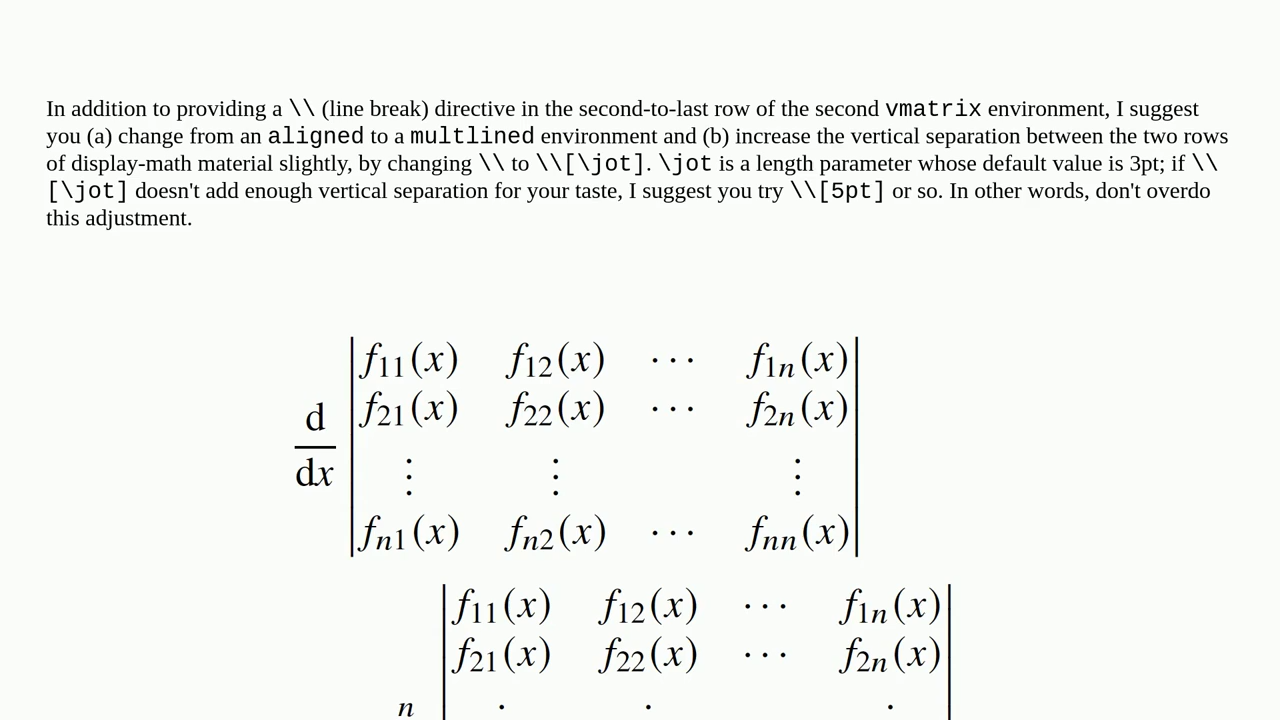 In addition to providing a \\ (line break) directive in the second-to-last row of the second vmatrix environment, I suggest
you (a) change from an aligned to a multlined environment and (b) increase the vertical separation between the two rows
of display-math material slightly, by changing \\ to \\[\jot]. \jot is a length parameter whose default value is 3pt; if \\
[\jot] doesn't add enough vertical separation for your taste, I suggest you try \\[5pt] or so. In other words, don't overdo
this adjustment.
f11(x) f12(x) ⋯ f1n(x)
f21(x) f22(x) ⋯ f2n(x)
d
dx
⋮ ⋮ ⋮
fn1(x) fn2(x) ⋯ fnn(x)
f11(x) f12(x) ⋯ f1n(x)
f21(x) f22(x) ⋯ f2n(x)
n